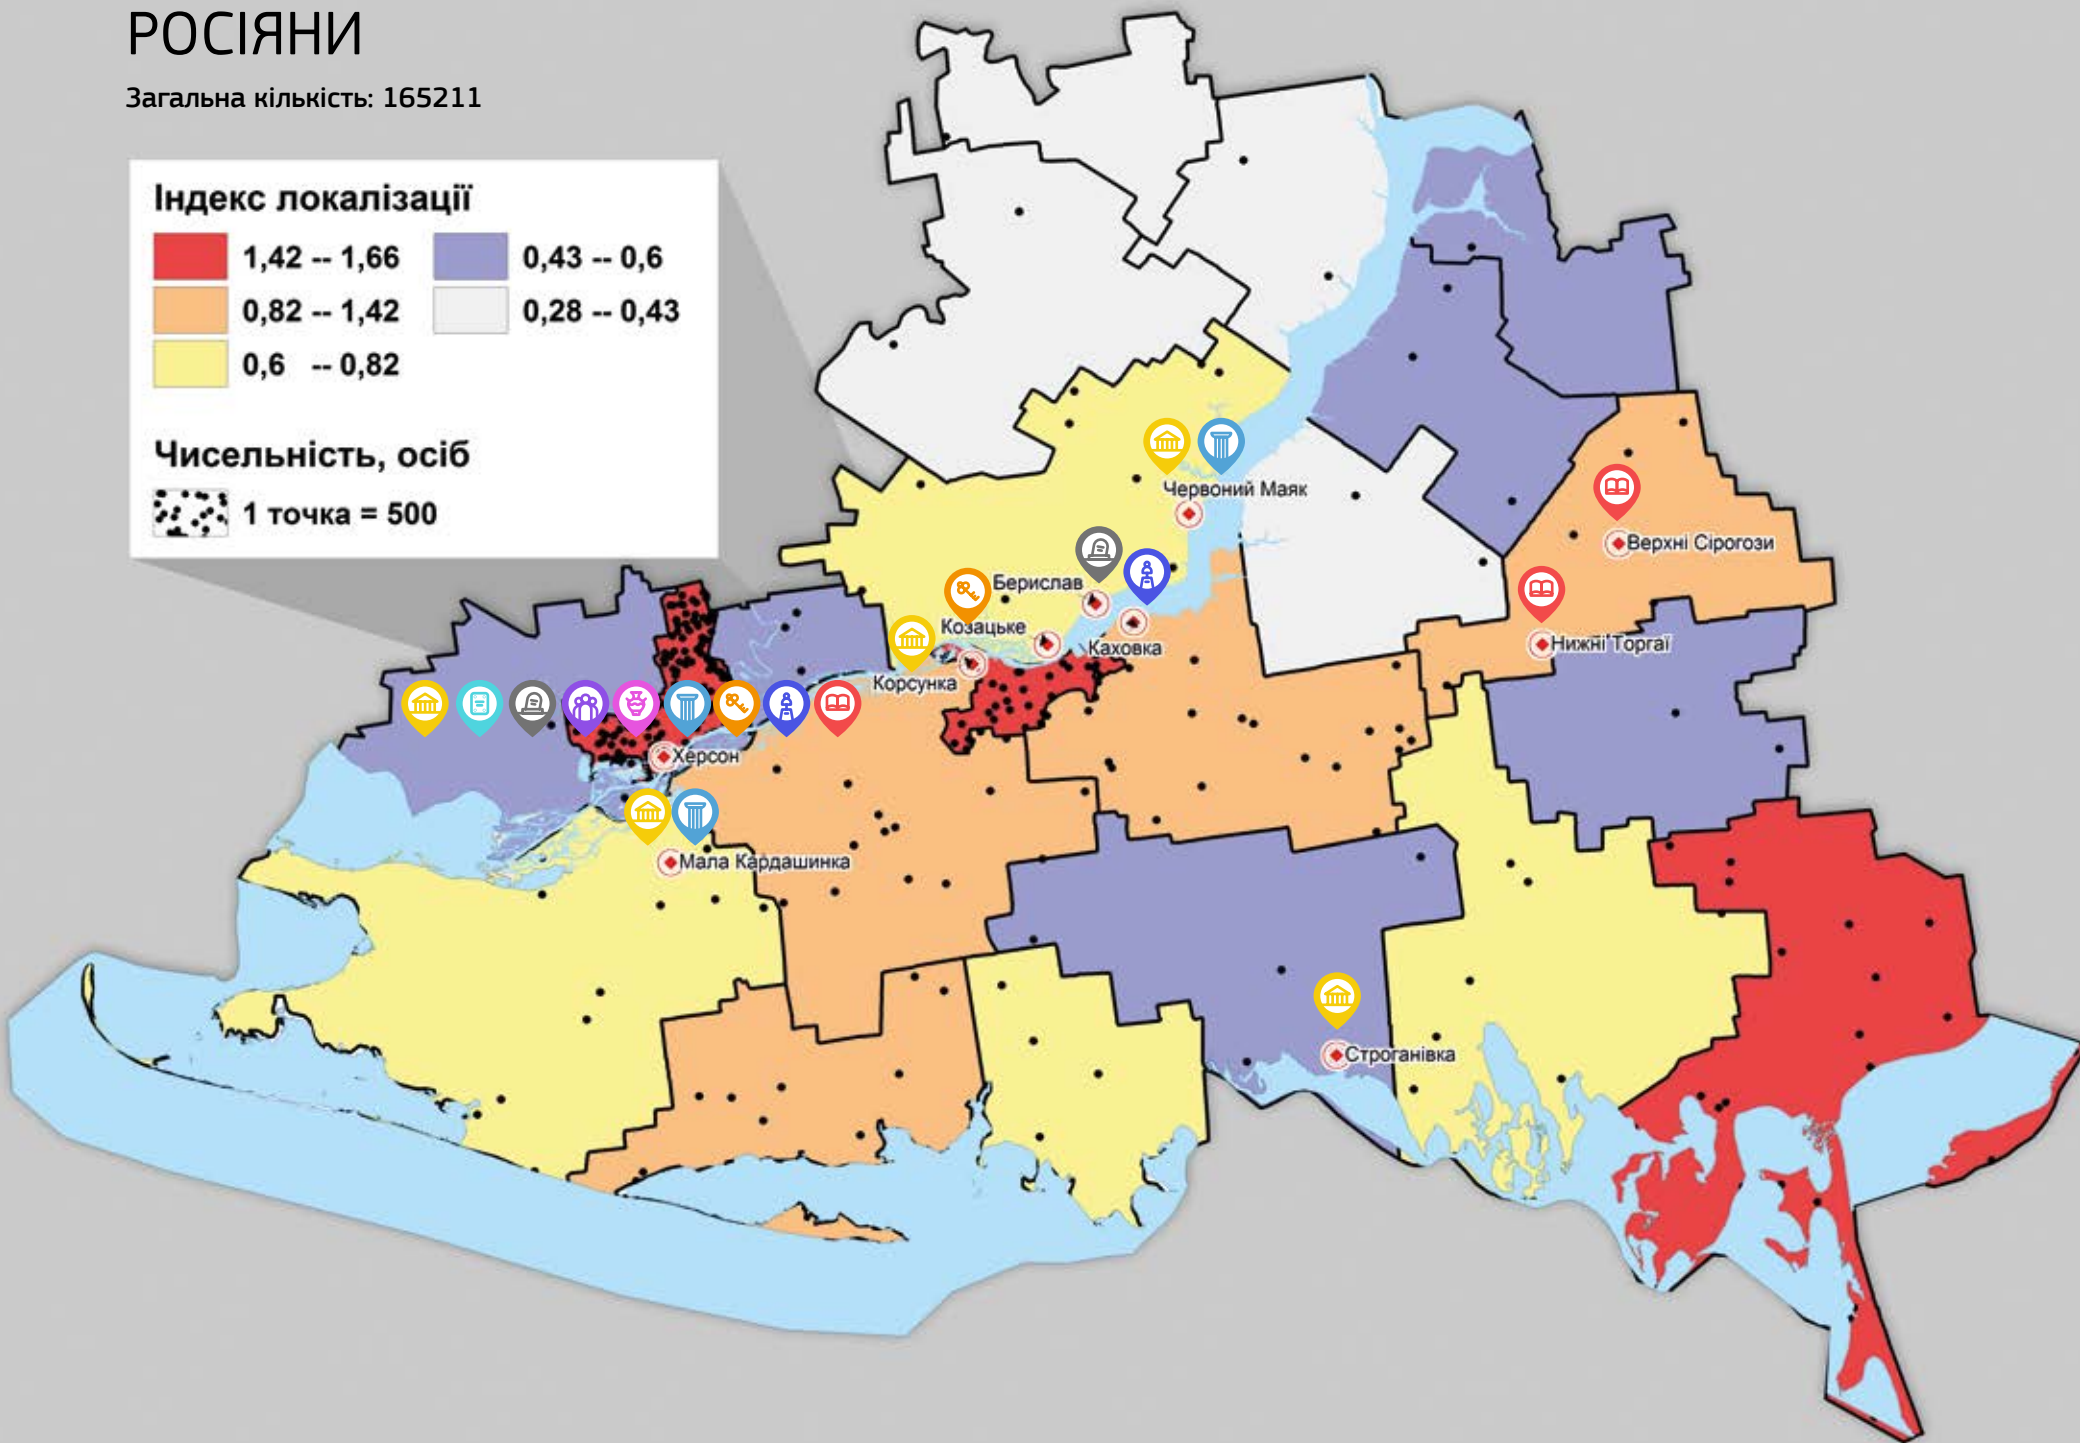 РОСІЯНИ
Загальна кількість: 165211
Індекс локалізації
1,42 -- 1,66
0,43 -- 0,6
0,82 -- 1,42
0,28 -- 0,43
0,6 -- 0,82
Чисельність, осіб
1 точка = 500
Червоний Маяк
Верхні Сірогози
Берислав
Козацьке
Каховка
Нижні Торгаї
Корсунка
Херсон
Мала Кардашинка
Строганівка